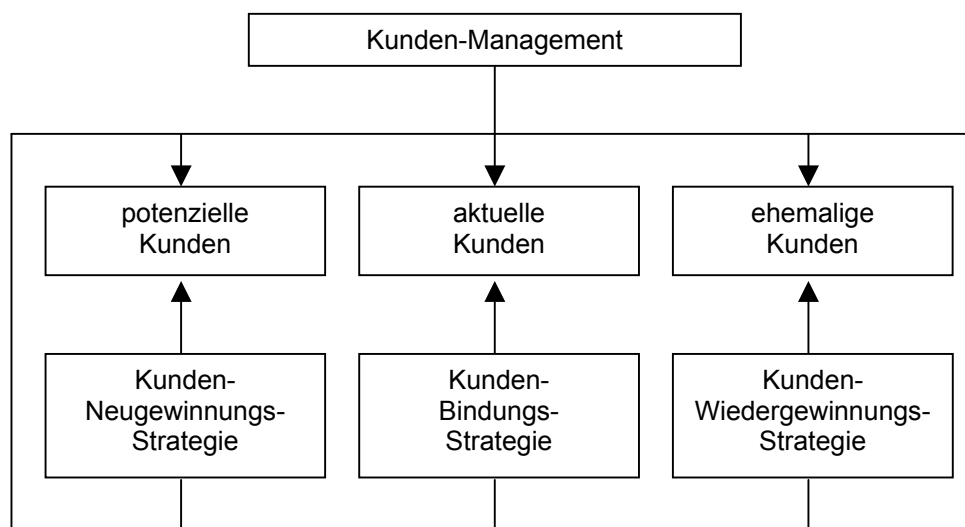 Kunden-Management
potenzielle
Kunden
aktuelle
Kunden
ehemalige
Kunden
Kunden-
Neugewinnungs-
Strategie
Kunden-
Bindungs-
Strategie
Kunden-
Wiedergewinnungs-
Strategie